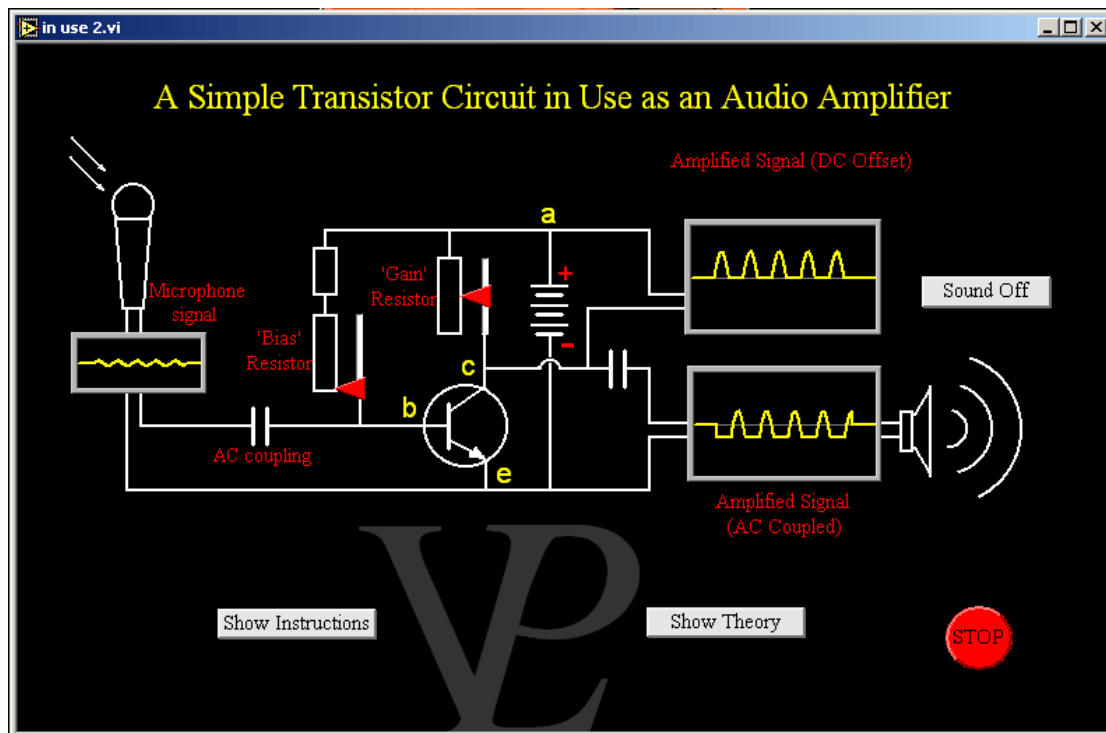 in use 2.vi
A Simple Transistor Circuit in Use as an Audio Amplifier
Amplified Signal (DC Offset)
a
'Gain'
Resistor
+
-
Sound Off
Microphone
signal
'Bias'
Resistor
c
b
AC coupling
e
Amplified Signal
(AC Coupled)
VP
Show Instructions
Show Theory
STOP